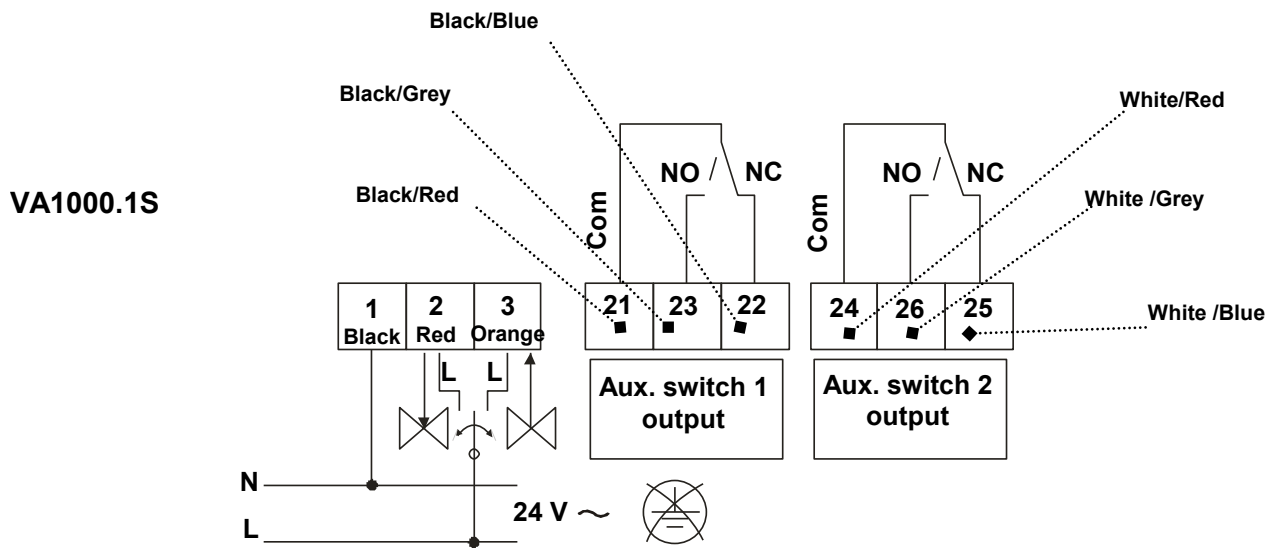 Black/Blue
Black/Grey
White/Red
NO / NC
NO / NC
Black/Red
White /Grey
VA1000.1S
Com
Com
1 2 3
Black Red Orange
21 23 22
24 26 25
White /Blue
L L
Aux. switch 1
output
Aux. switch 2
output
N
24 V ~
L